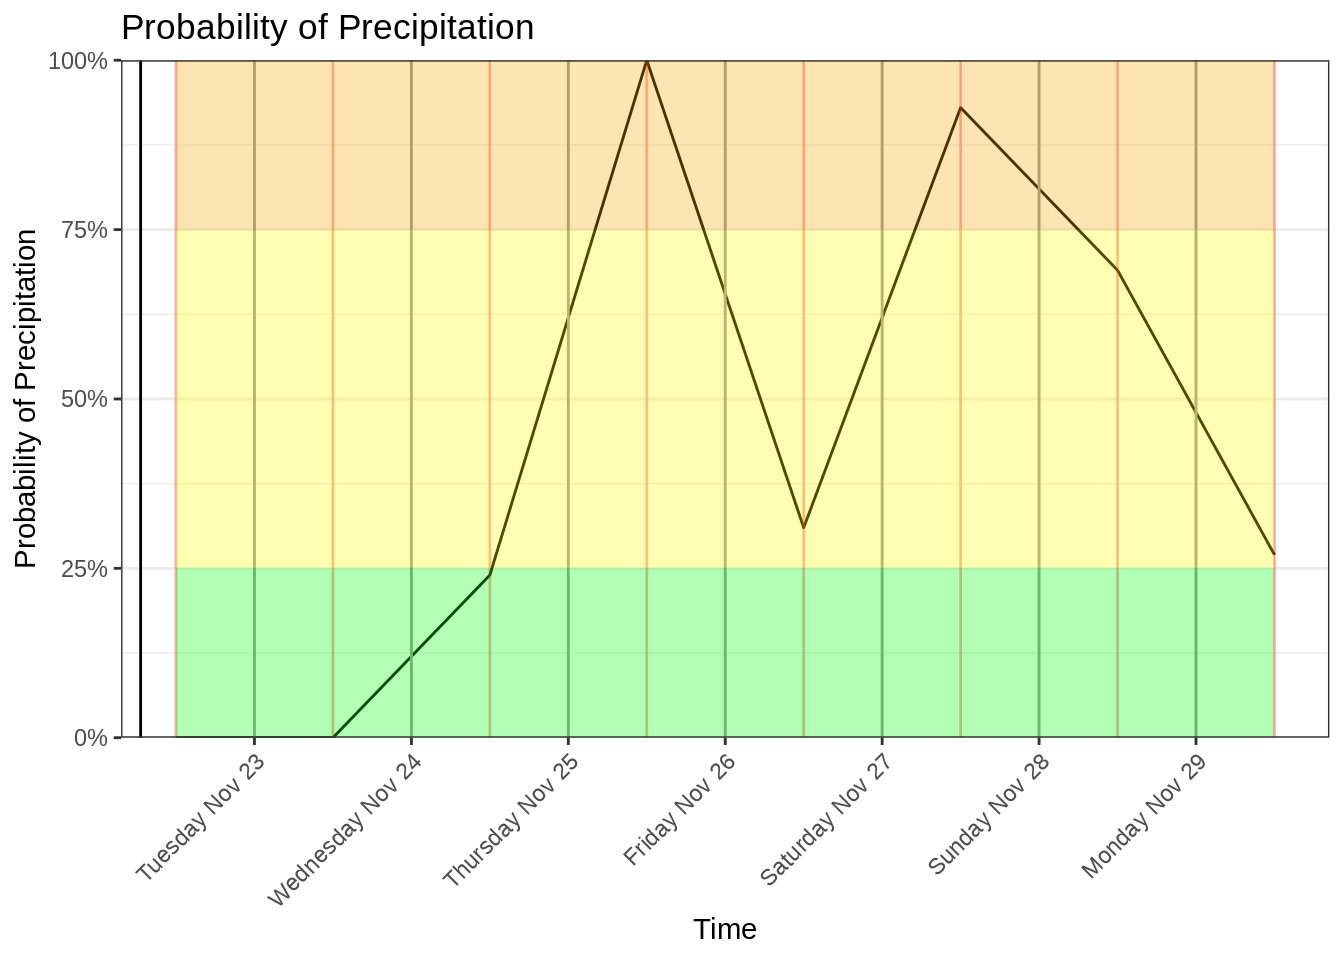 Probability of Precipitation
100%
75%
50%
25%
0%
Probability of Precipitation
Tuesday Nov 23
Wednesday Nov 24
Thursday Nov 25
Friday Nov 26
Saturday Nov 27
Sunday Nov 28
Monday Nov 29
Time